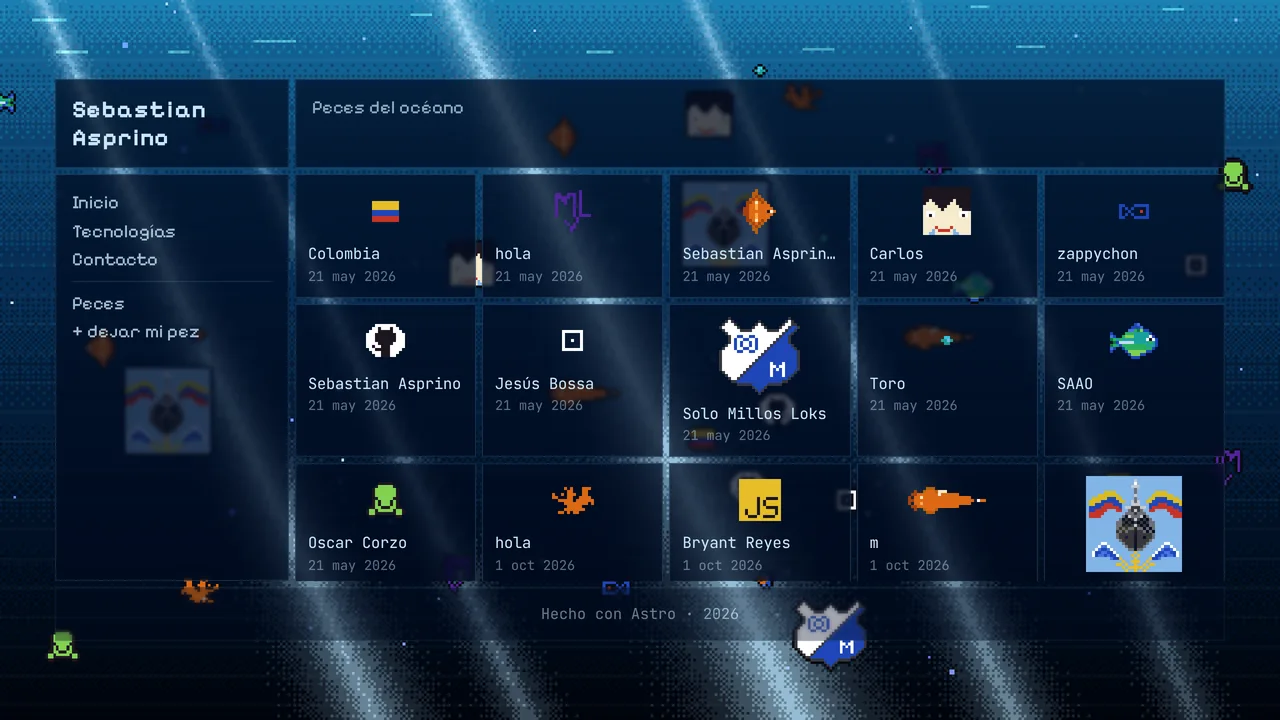 Sebastian
Asprino
Peces del océano
Inicio
Tecnologías
Contacto
Peces
+ dejar mi pez
Colombia
21 may 2026
ML
hola
21 may 2026
Sebastian Asprin…
21 may 2026
Carlos
21 may 2026
zappychon
21 may 2026
Sebastian Asprino
21 may 2026
Jesús Bossa
21 may 2026
M
Solo Millos Loks
21 may 2026
Toro
21 may 2026
SAAO
21 may 2026
Oscar Corzo
21 may 2026
hola
1 oct 2026
JS
Bryant Reyes
1 oct 2026
m
1 oct 2026
Hecho con Astro · 2026
M